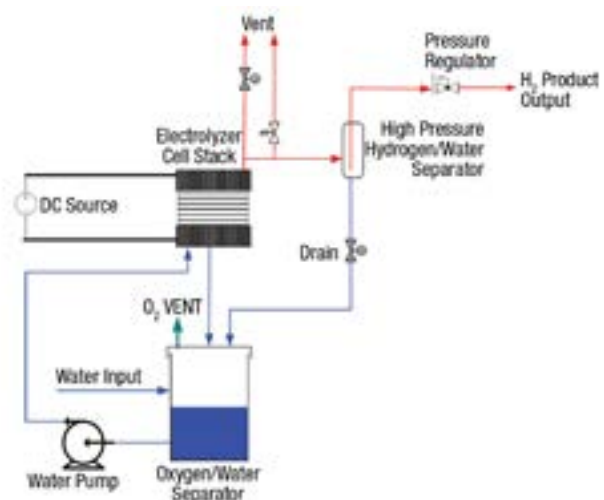 Vent
Pressure
Regulator
H₂ Product
Output
Electrolyzer
Cell Stack
High Pressure
Hydrogen/Water
Separator
DC Source
Drain
O₂ VENT
Water Input
Water Pump
Oxygen/Water
Separator